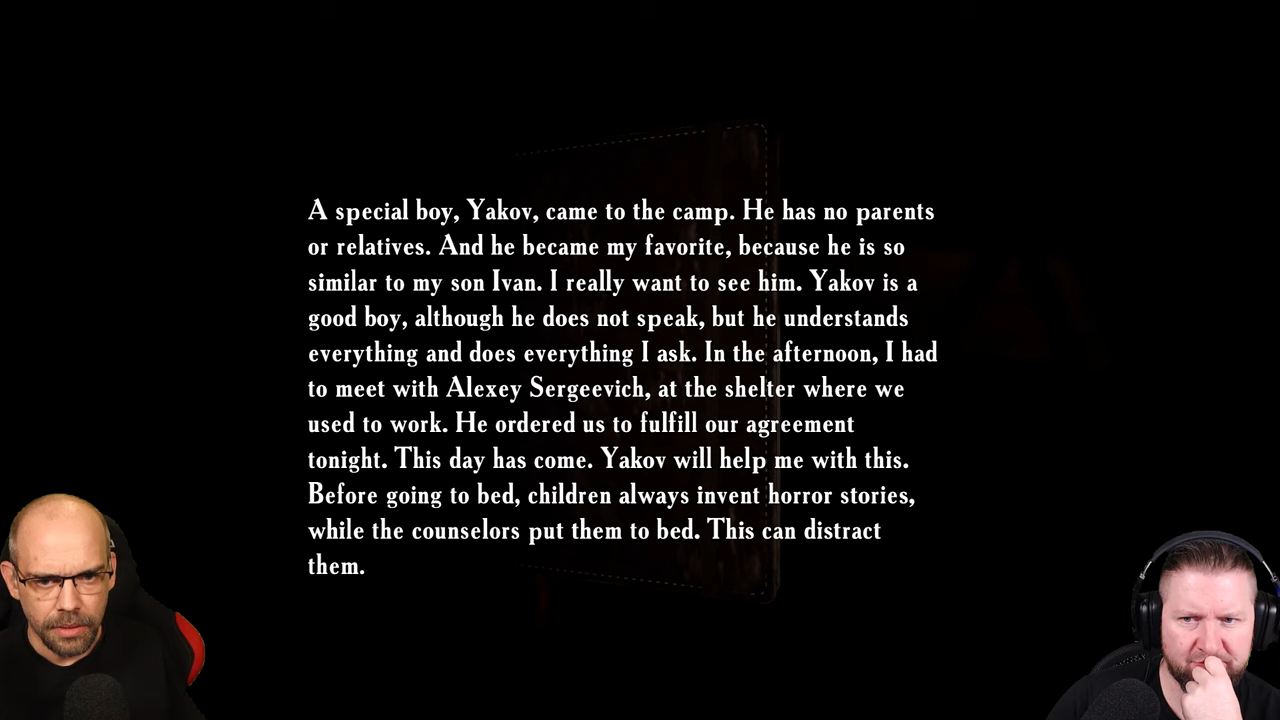 A special boy, Yakov, came to the camp. He has no parents
or relatives. And he became my favorite, because he is so
similar to my son Ivan. I really want to see him. Yakov is a
good boy, although he does not speak, but he understands
everything and does everything I ask. In the afternoon, I had
to meet with Alexey Sergeevich, at the shelter where we
used to work. He ordered us to fulfill our agreement
tonight. This day has come. Yakov will help me with this.
Before going to bed, children always invent horror stories,
while the counselors put them to bed. This can distract
them.